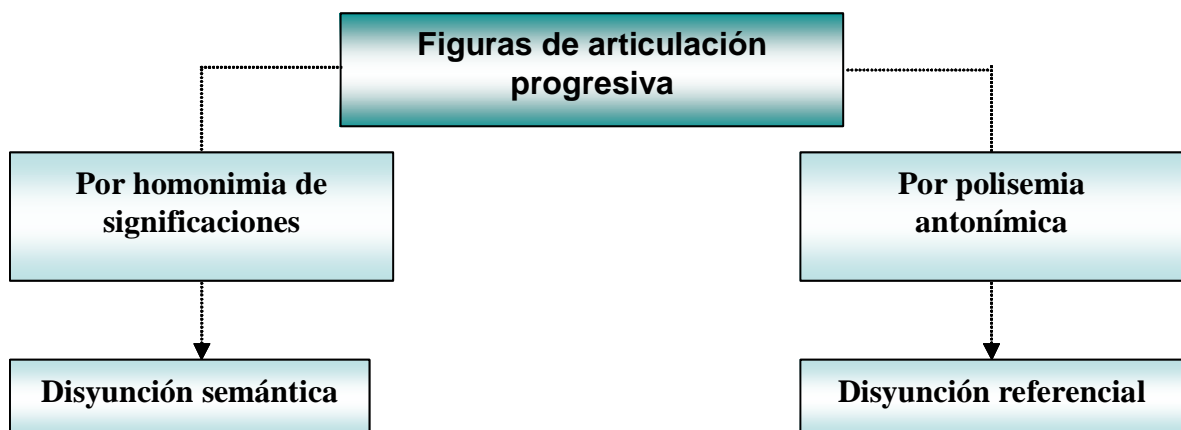 Figuras de articulación
progresiva
Por homonimia de
significaciones
Por polisemia
antonímica
Disyunción semántica
Disyunción referencial